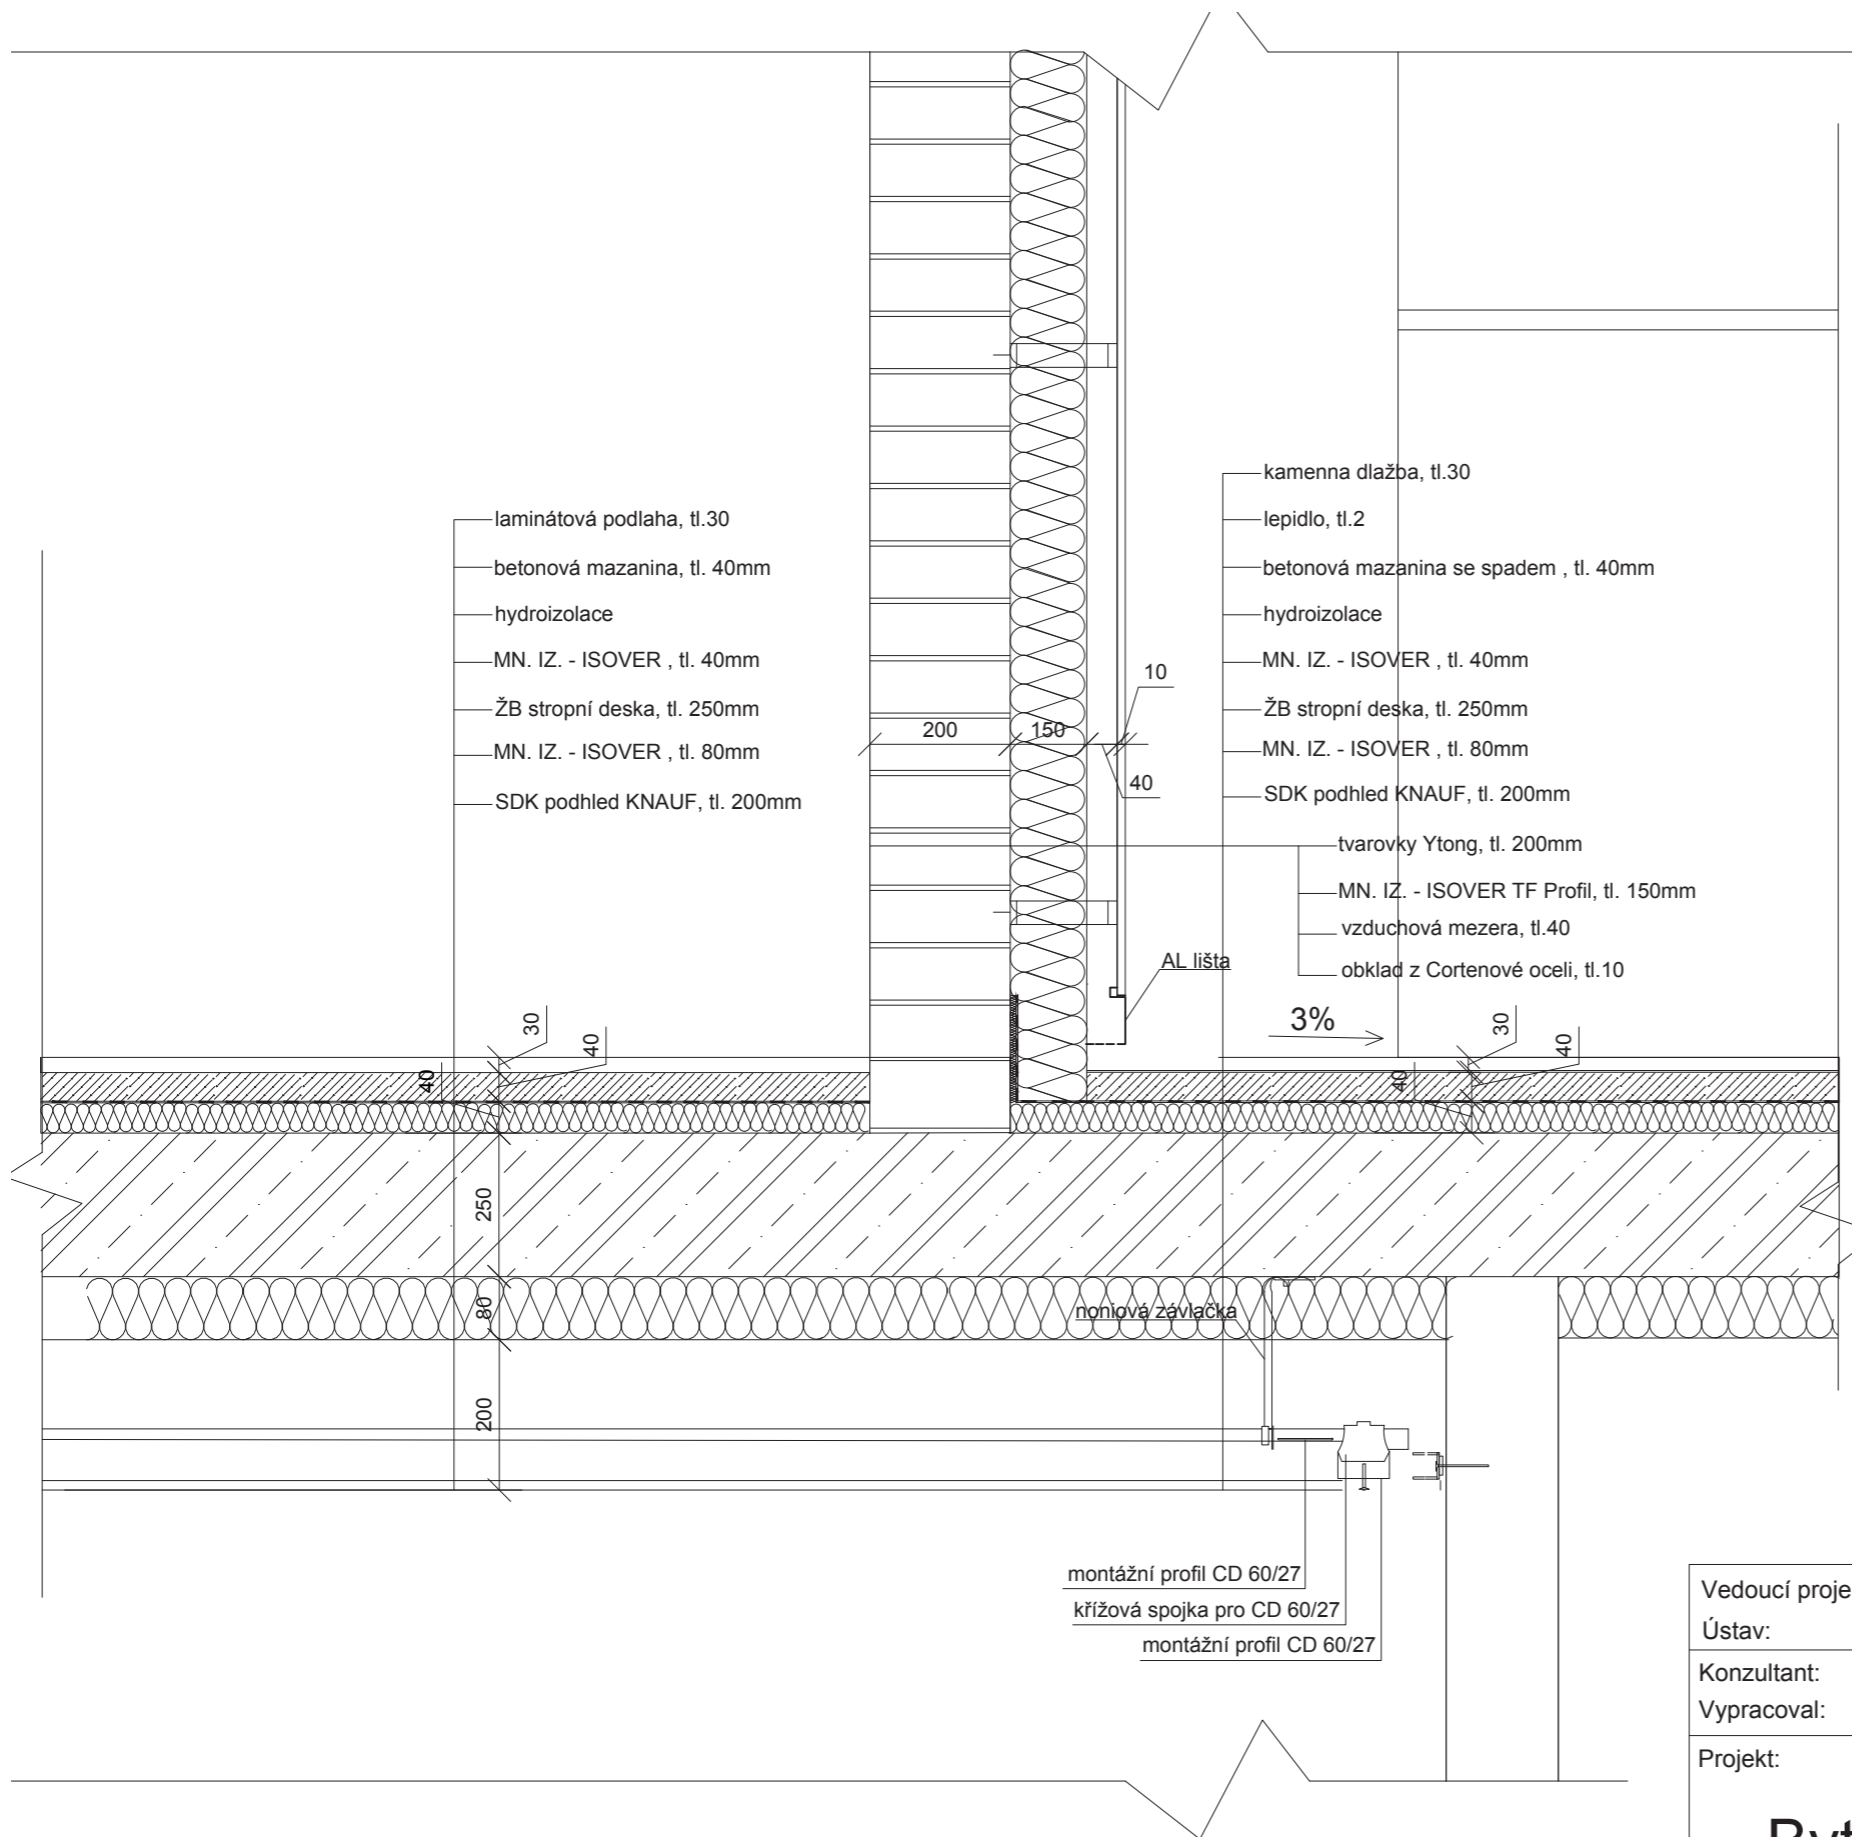 laminátová podlaha, tl.30
betonová mazanina, tl. 40mm
hydroizolace
MN. IZ. - ISOVER , tl. 40mm
ŽB stropní deska, tl. 250mm
MN. IZ. - ISOVER , tl. 80mm
SDK podhled KNAUF, tl. 200mm
kamenna dlažba, tl.30
lepidlo, tl.2
betonová mazanina se spadem , tl. 40mm
hydroizolace
MN. IZ. - ISOVER , tl. 40mm
ŽB stropní deska, tl. 250mm
MN. IZ. - ISOVER , tl. 80mm
SDK podhled KNAUF, tl. 200mm
10
200
150
40
tvarovky Ytong, tl. 200mm
MN. IZ. - ISOVER TF Profil, tl. 150mm
vzduchová mezera, tl.40
obklad z Cortenové oceli, tl.10
AL lišta
3%
30
40
40
30
40
40
250
80
200
noniová závlačka
montážní profil CD 60/27
křížová spojka pro CD 60/27
montážní profil CD 60/27
Vedoucí proje
Ústav:
Konzultant:
Vypracoval:
Projekt: